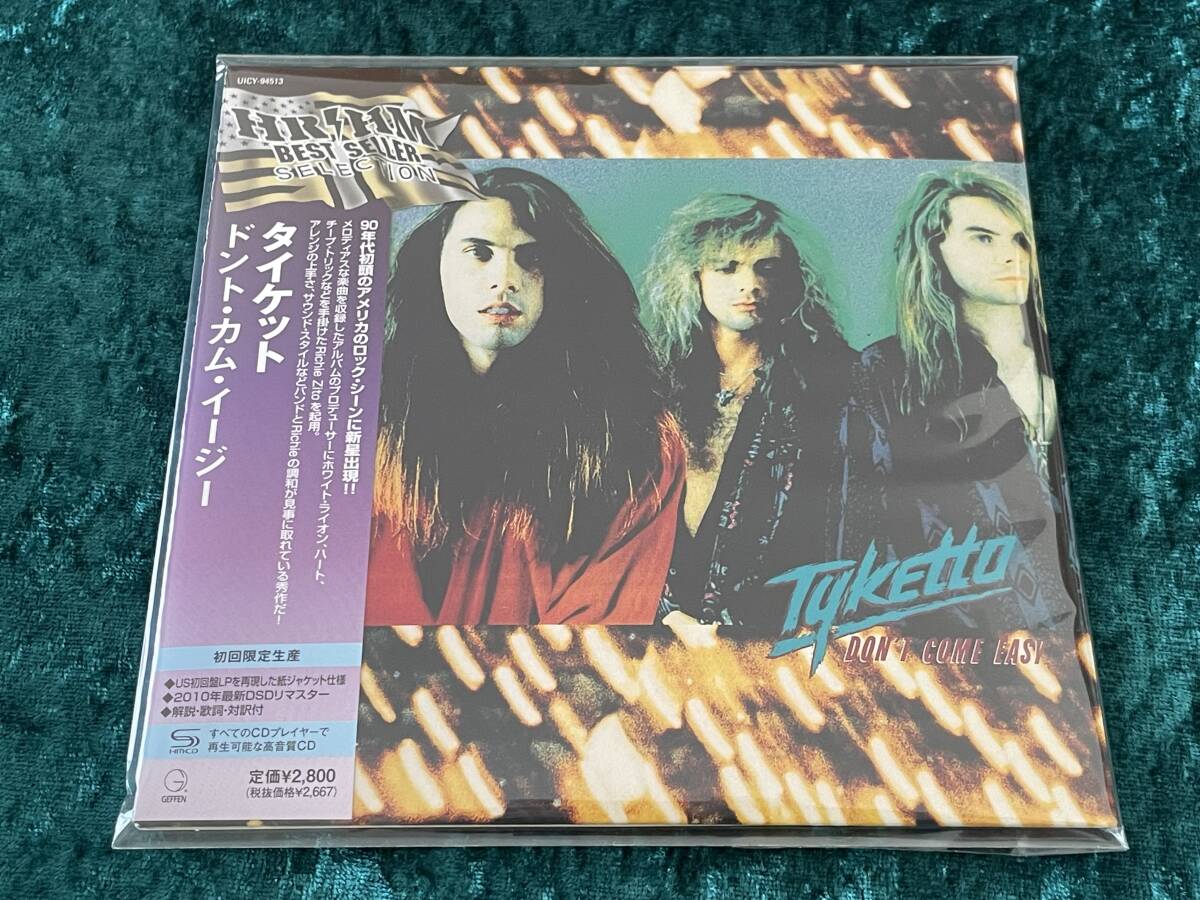 UICY-94513
HR/HM
BEST SELLER
SELECTION
タイケット
ドント・カム・イージー
90年代初頭のアメリカのロック・シーンに新星出現!!
メロディアスな楽曲を収録したアルバムのプロデューサーにホワイト・ライオン、ハート、
チープ・トリックなどを手掛けたRichie Zitoを起用。
アレンジの上手さ、サウンド・スタイルなどバンドとRichieの調和が見事に取れている秀作だ!
初回限定生産
◆US初回盤LPを再現した紙ジャケット仕様
◆2010年最新DSDリマスター
◆解説・歌詞・対訳付
SHM-CD
すべてのCDプレイヤーで
再生可能な高音質CD
GEFFEN
定価¥2,800
(税抜価格¥2,667)
Tyketto
DON'T COME EASY